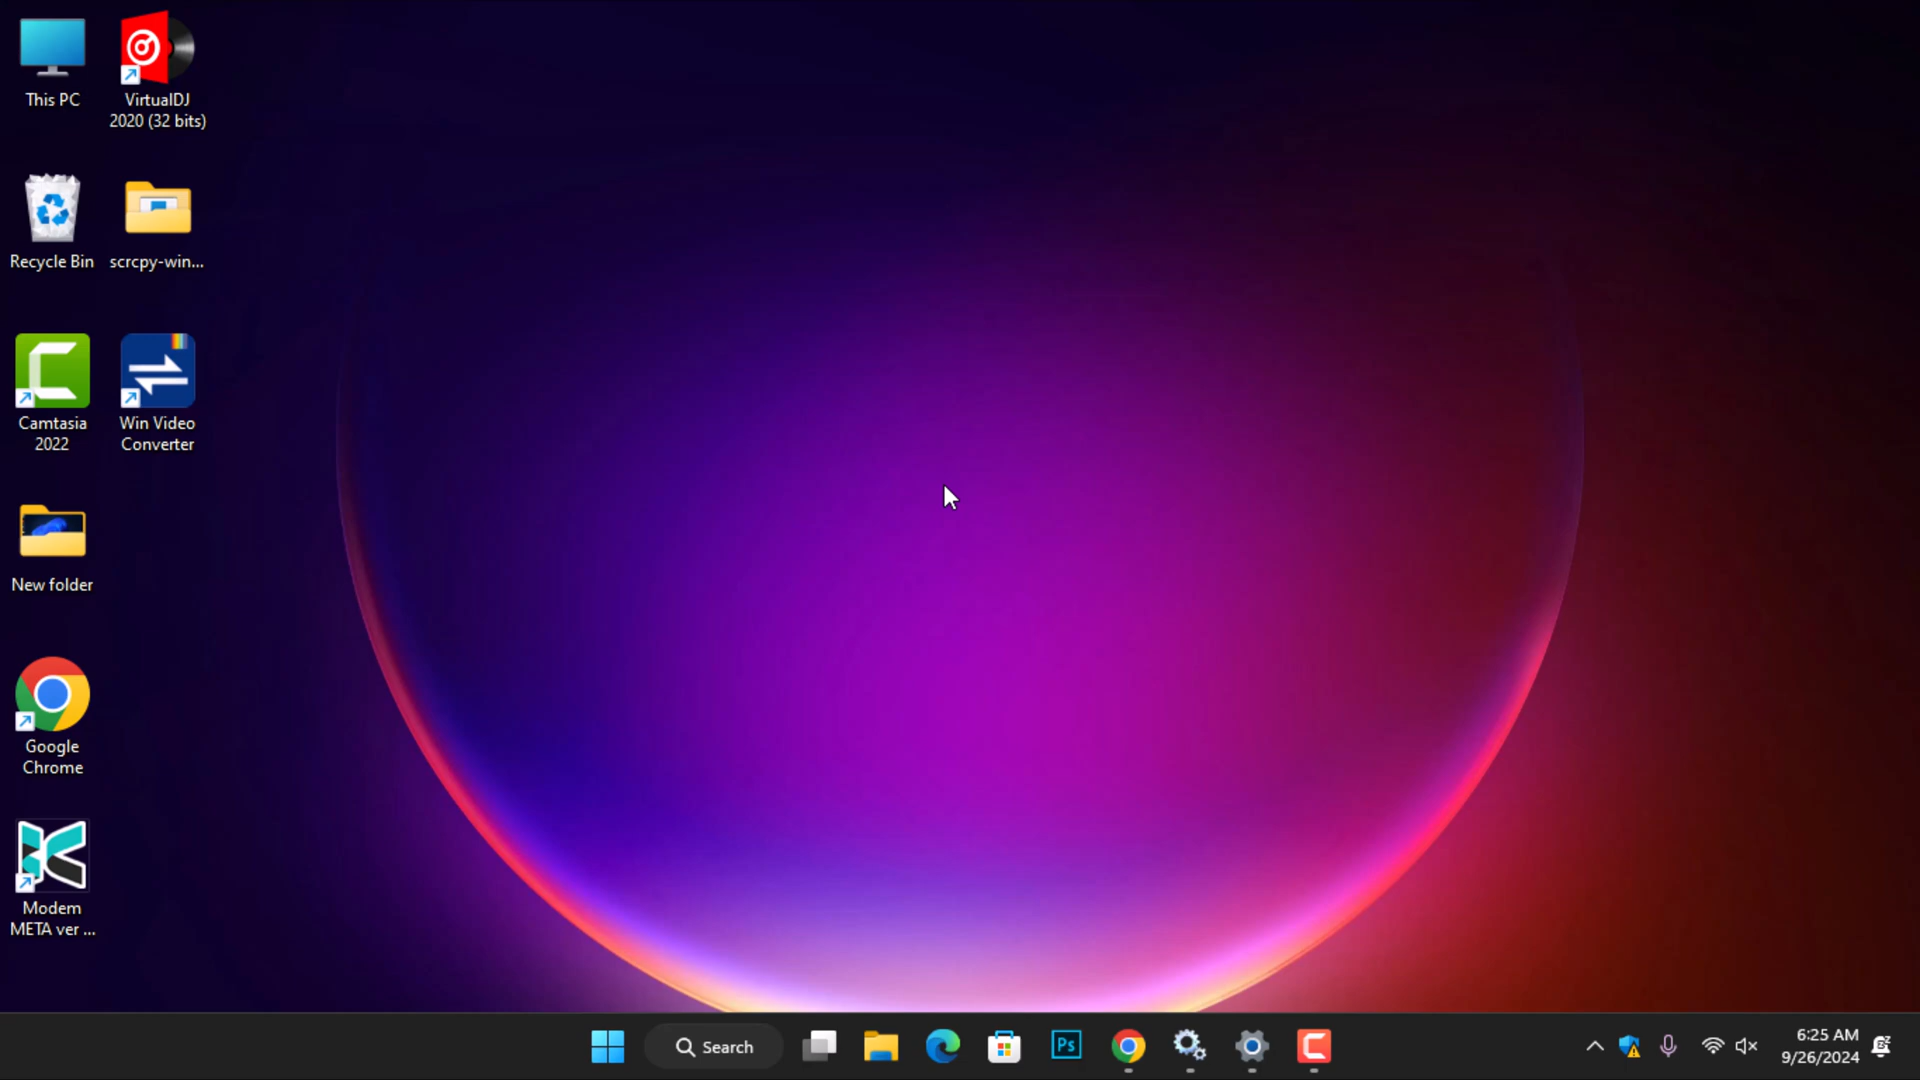 This PC
VirtualDJ
2020 (32 bits)
Recycle Bin
scrcpy-win...
Camtasia
2022
Win Video
Converter
New folder
Google
Chrome
Modem
META ver ...
Search
Ps
6:25 AM
9/26/2024